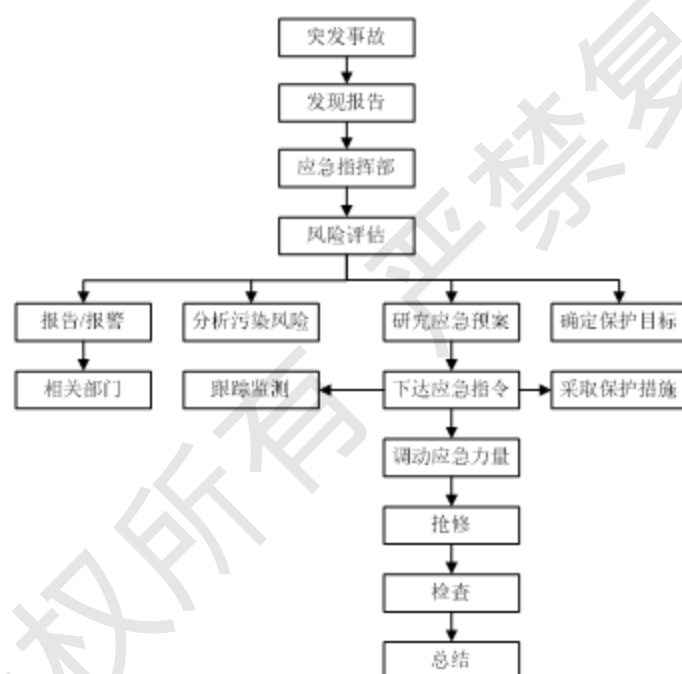 突发事故
发现报告
应急指挥部
风险评估
报告/报警
分析污染风险
研究应急预案
确定保护目标
相关部门
跟踪监测
下达应急指令
采取保护措施
调动应急力量
抢修
检查
总结
权所有 严禁复